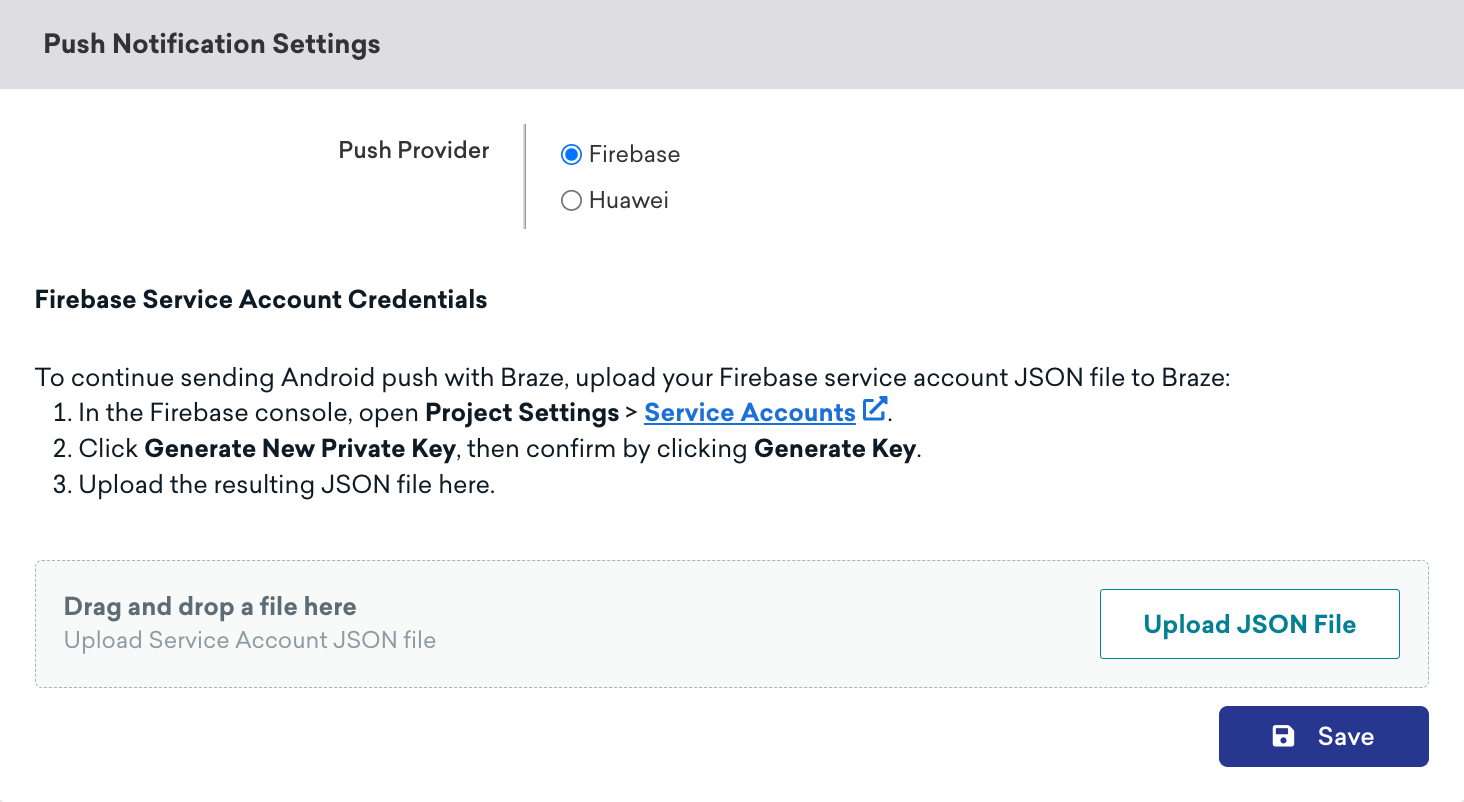 Push Notification Settings
Push Provider
Firebase
Huawei
Firebase Service Account Credentials
To continue sending Android push with Braze, upload your Firebase service account JSON file to Braze:
1. In the Firebase console, open Project Settings > Service Accounts.
2. Click Generate New Private Key, then confirm by clicking Generate Key.
3. Upload the resulting JSON file here.
Drag and drop a file here
Upload Service Account JSON file
Upload JSON File
Save